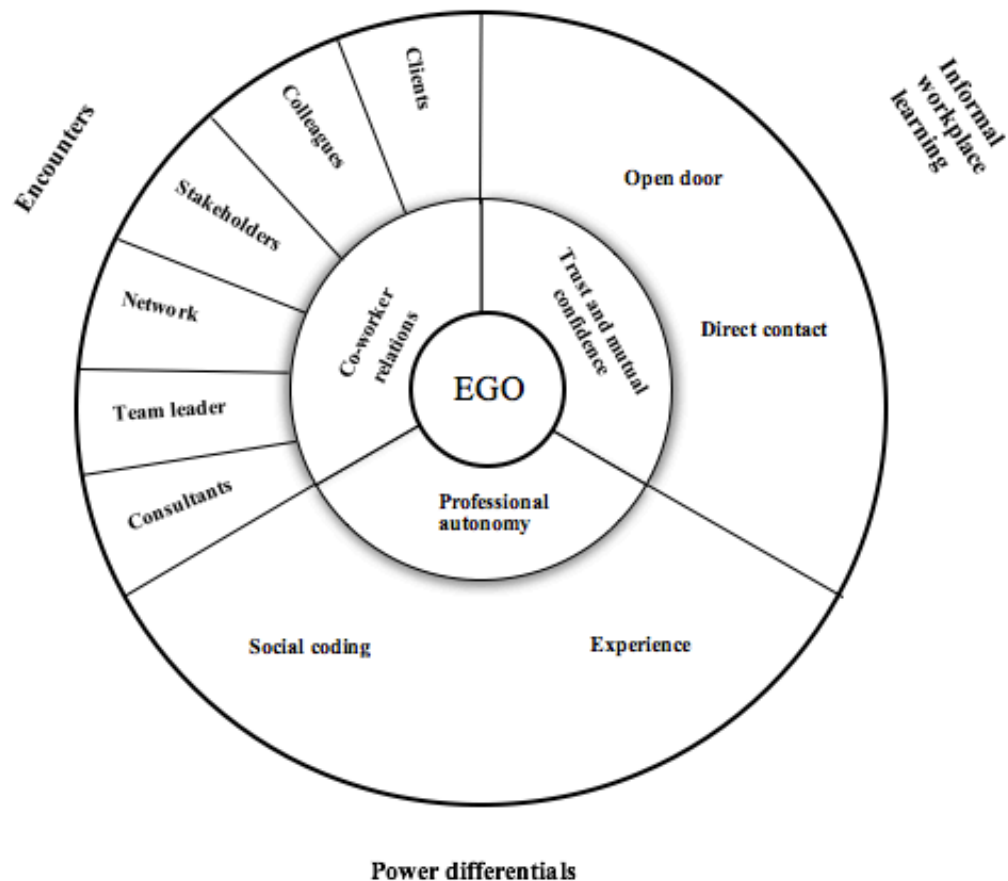 Encounters
Clients
Colleagues
Stakeholders
Network
Team leader
Consultants
Co-worker
relations
EGO
Trust and mutual
confidence
Professional
autonomy
Open door
Direct contact
Informal
workplace
learning
Social coding
Experience
Power differentials